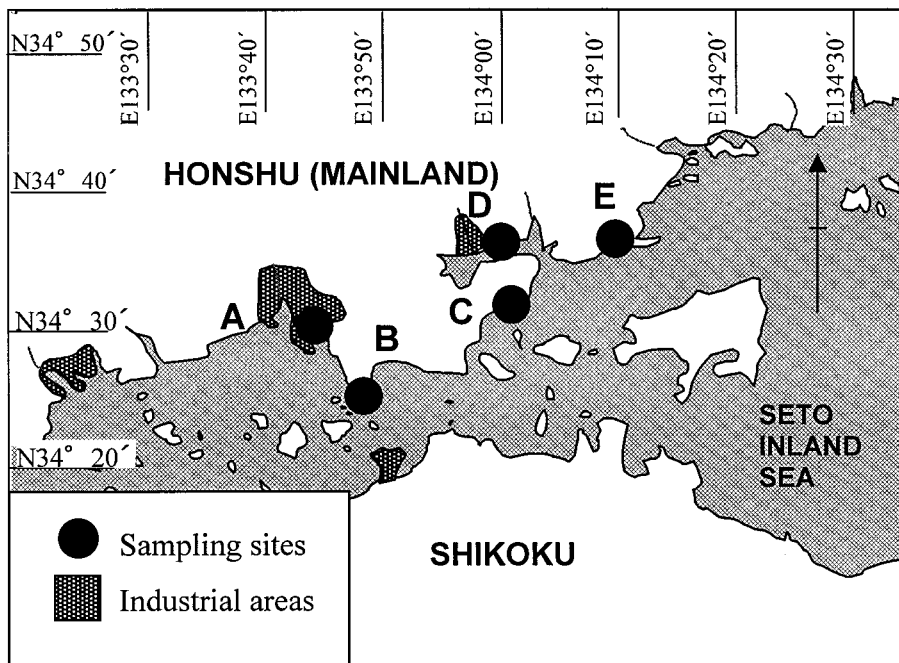 N34° 50´
E133°30´
E133°40´
E133°50´
E134°00´
E134°10´
E134°20´
E134°30´
HONSHU (MAINLAND)
N34° 40´
D
E
C
A
N34° 30´
B
SETO
INLAND
SEA
N34° 20´
SHIKOKU
Sampling sites
Industrial areas